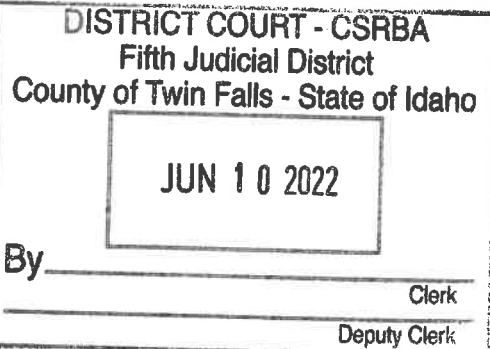 DISTRICT COURT - CSRBA
Fifth Judicial District
County of Twin Falls - State of Idaho
JUN 10 2022
By
Clerk
Deputy Clerk